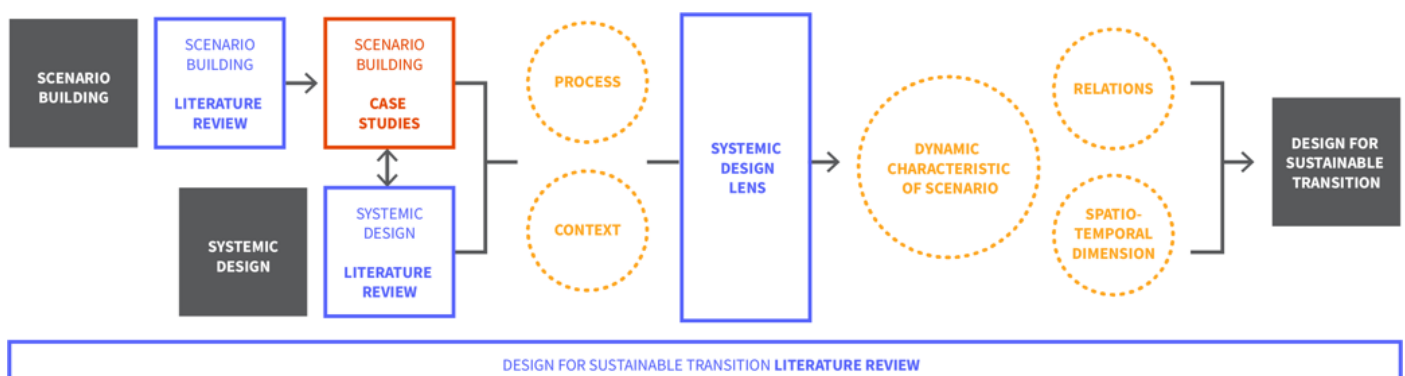 SCENARIO
BUILDING
SCENARIO
BUILDING
LITERATURE
REVIEW
SCENARIO
BUILDING
CASE
STUDIES
SYSTEMIC
DESIGN
SYSTEMIC
DESIGN
LITERATURE
REVIEW
PROCESS
CONTEXT
SYSTEMIC
DESIGN
LENS
DYNAMIC
CHARACTERISTIC
OF SCENARIO
RELATIONS
SPATIO-
TEMPORAL
DIMENSION
DESIGN FOR
SUSTAINABLE
TRANSITION
DESIGN FOR SUSTAINABLE TRANSITION LITERATURE REVIEW